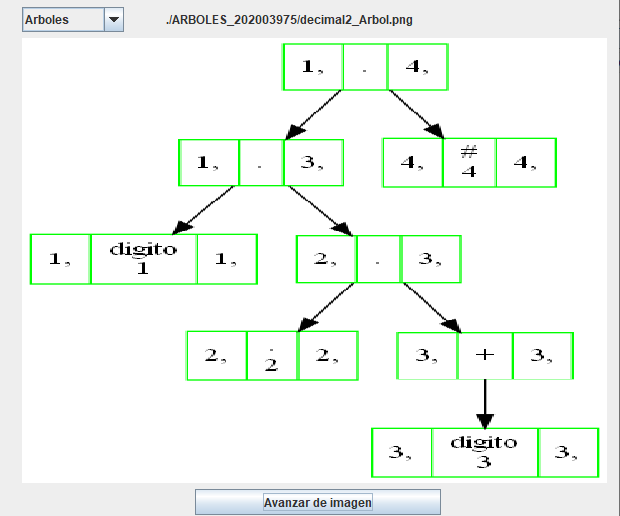 Arboles
./ARBOLES_202003975/decimal2_Arbol.png
1, . 4,
1, . 3,
4, # 4,
4
1, digito 1,
1
2, . 3,
2, . 2,
2
3, + 3,
3, digito 3,
3
Avanzar de imagen